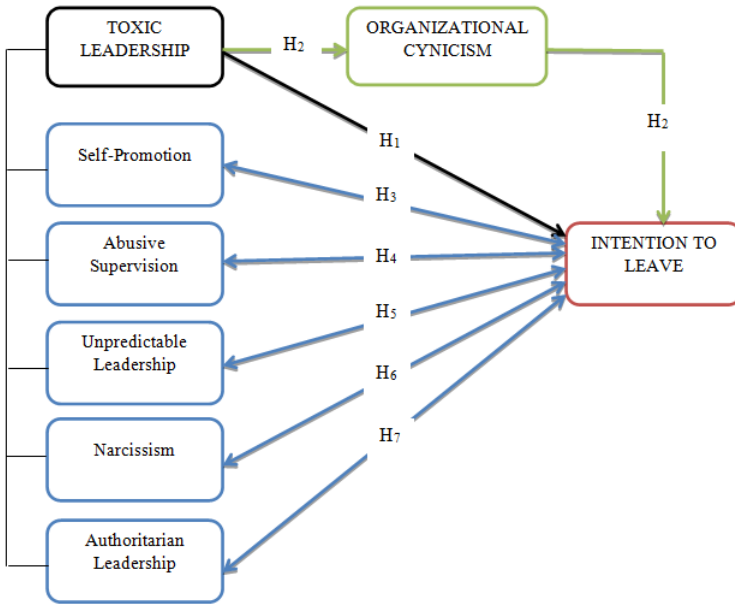 TOXIC
LEADERSHIP
H2
ORGANIZATIONAL
CYNICISM
H2
H1
Self-Promotion
H3
Abusive
Supervision
H4
INTENTION TO
LEAVE
H5
Unpredictable
Leadership
H6
Narcissism
H7
Authoritarian
Leadership